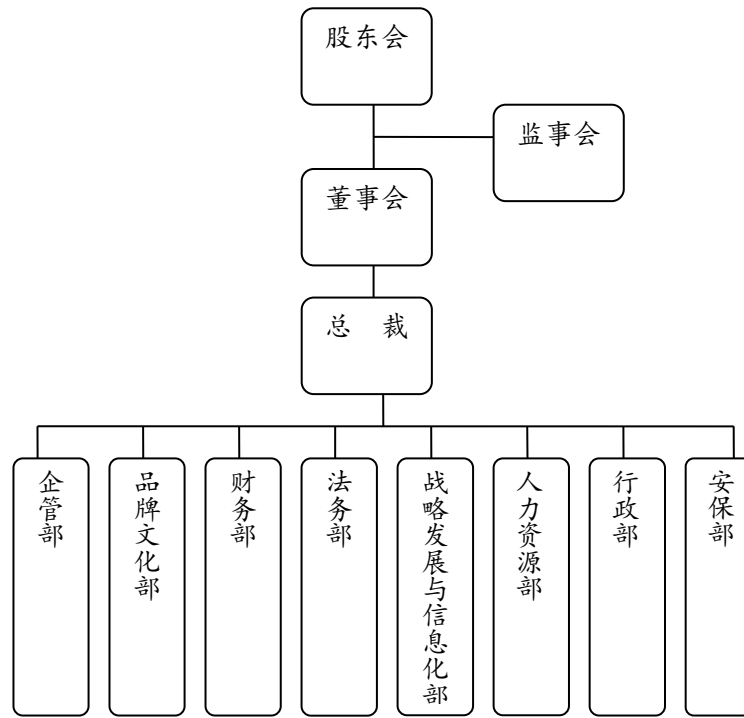 股东会
监事会
董事会
总 裁
企管部
品牌文化部
财务部
法务部
战略发展与信息化部
人力资源部
行政部
安保部